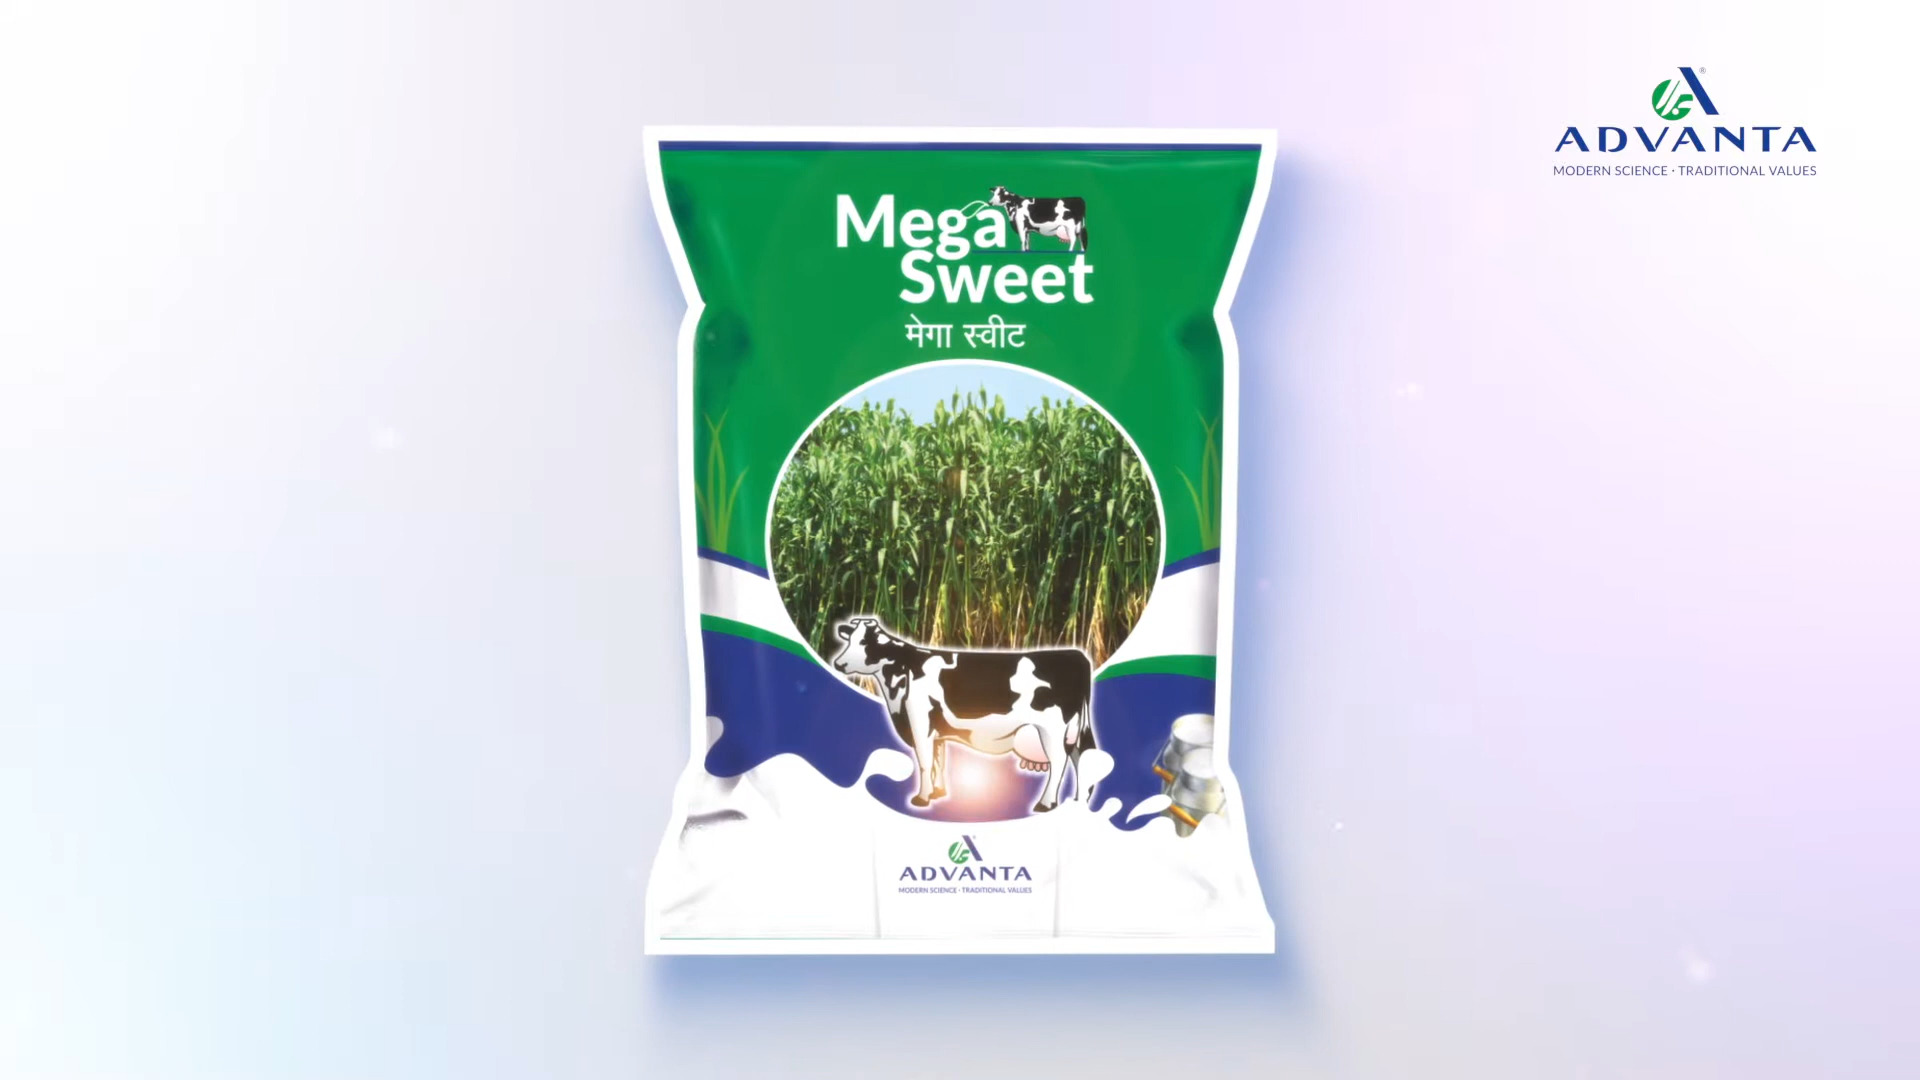 ADVANTA
MODERN SCIENCE · TRADITIONAL VALUES
Mega
Sweet
मेगा स्वीट
ADVANTA
MODERN SCIENCE · TRADITIONAL VALUES